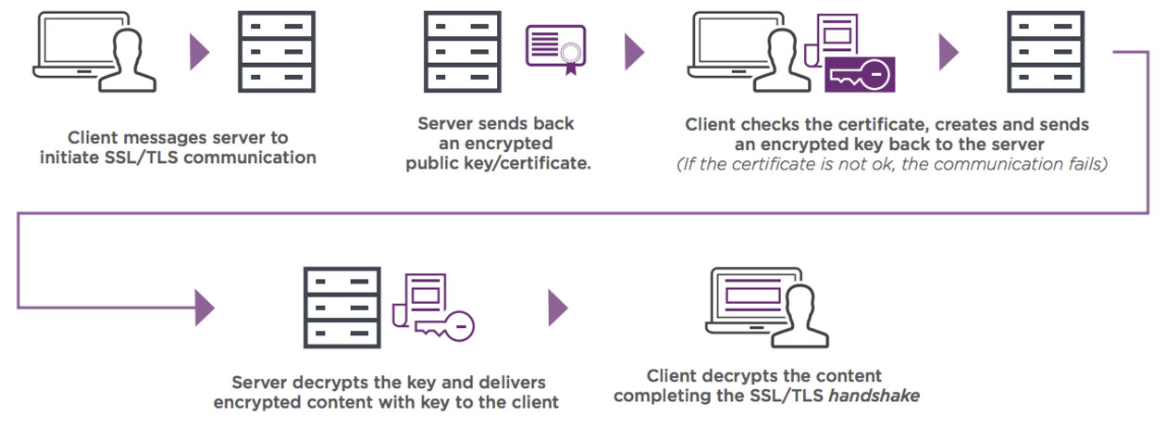 Client messages server to
initiate SSL/TLS communication
Server sends back
an encrypted
public key/certificate.
Client checks the certificate, creates and sends
an encrypted key back to the server
(If the certificate is not ok, the communication fails)
Server decrypts the key and delivers
encrypted content with key to the client
Client decrypts the content
completing the SSL/TLS handshake